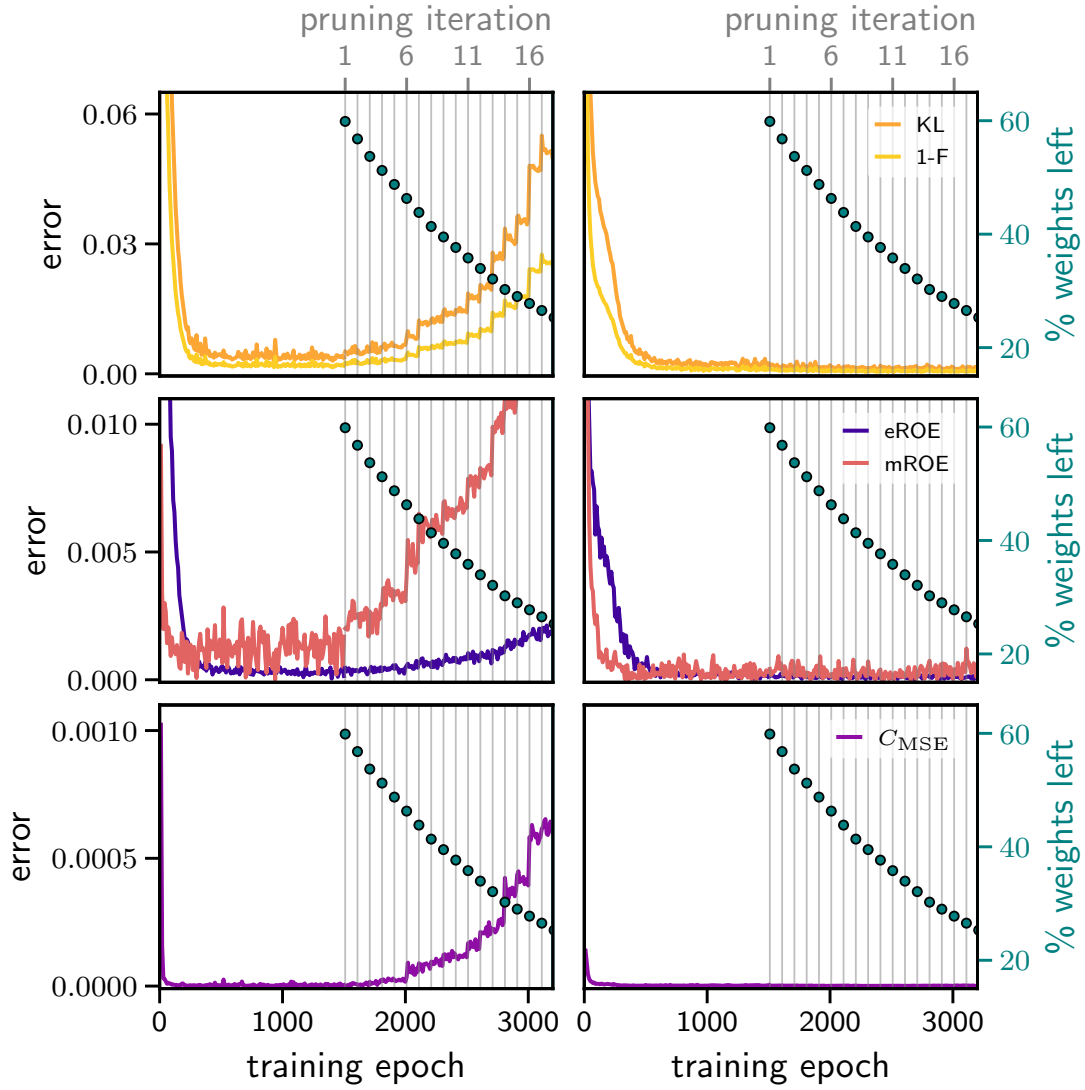 pruning iteration pruning iteration
1 6 11 16 1 6 11 16
0.06
0.03
0.00
error
KL
1-F
60
40
20
% weights left
0.010
0.005
0.000
error
eROE
mROE
60
40
20
% weights left
0.0010
0.0005
0.0000
error
C_MSE
60
40
20
% weights left
0 1000 2000 3000 0 1000 2000 3000
training epoch training epoch